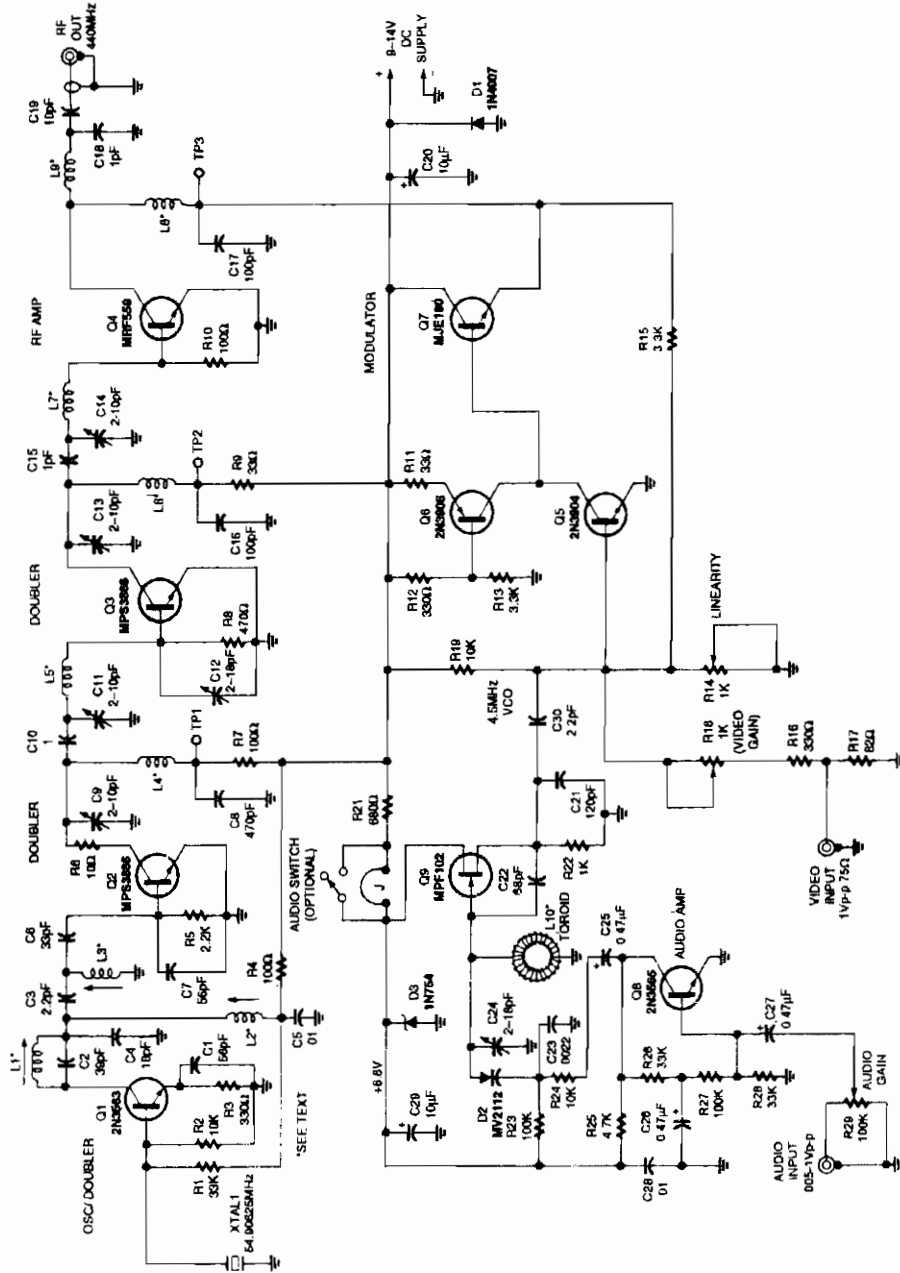 OSC/DOUBLER
XTAL1
54.90625MHz
R1
33K
R2
10K
Q1
2N3563
R3
330Ω
C1
56pF
L1*
C2
39pF
C4
10pF
C3
2.2pF
L3*
C6
33pF
L2*
C5
.01
*SEE TEXT
R4
100Ω
C7
56pF
R5
2.2K
DOUBLER
Q2
MPS3866
R6
10Ω
C9
2-10pF
L4*
TP1
C8
470pF
R7
100Ω
C10
1
C11
2-10pF
L5*
C12
2-18pF
R8
470Ω
DOUBLER
Q3
MPS3866
C13
2-10pF
L6*
TP2
C16
100pF
R9
33Ω
C15
1pF
C14
2-10pF
L7*
RF AMP
Q4
MRF559
R10
100Ω
L8*
C17
100pF
TP3
L9*
C18
1pF
C19
10pF
RF
OUT
440MHz
AUDIO SWITCH
(OPTIONAL)
J
R21
680Ω
+6.8V
C29
10µF
D3
1N754
D2
MV2112
C24
2-18pF
L10*
TOROID
Q9
MPF102
C22
68pF
R22
1K
C21
120pF
4.5MHz
VCO
C30
2.2pF
R19
10K
R23
100K
C23
.0022
R24
10K
C25
0.47µF
R25
4.7K
R26
33K
C28
.01
C26
0.47µF
R27
100K
R28
33K
AUDIO AMP
Q8
2N3565
C27
0.47µF
AUDIO
GAIN
R29
100K
AUDIO
INPUT
.005-1Vp-p
MODULATOR
R11
33Ω
Q6
2N3906
R12
330Ω
R13
3.3K
Q5
2N3904
Q7
MJE180
R15
3.3K
C20
10µF
D1
1N4007
+
9-14V
DC
SUPPLY
-
LINEARITY
R14
1K
R18
1K
(VIDEO
GAIN)
R16
330Ω
R17
82Ω
VIDEO
INPUT
1Vp-p 75Ω